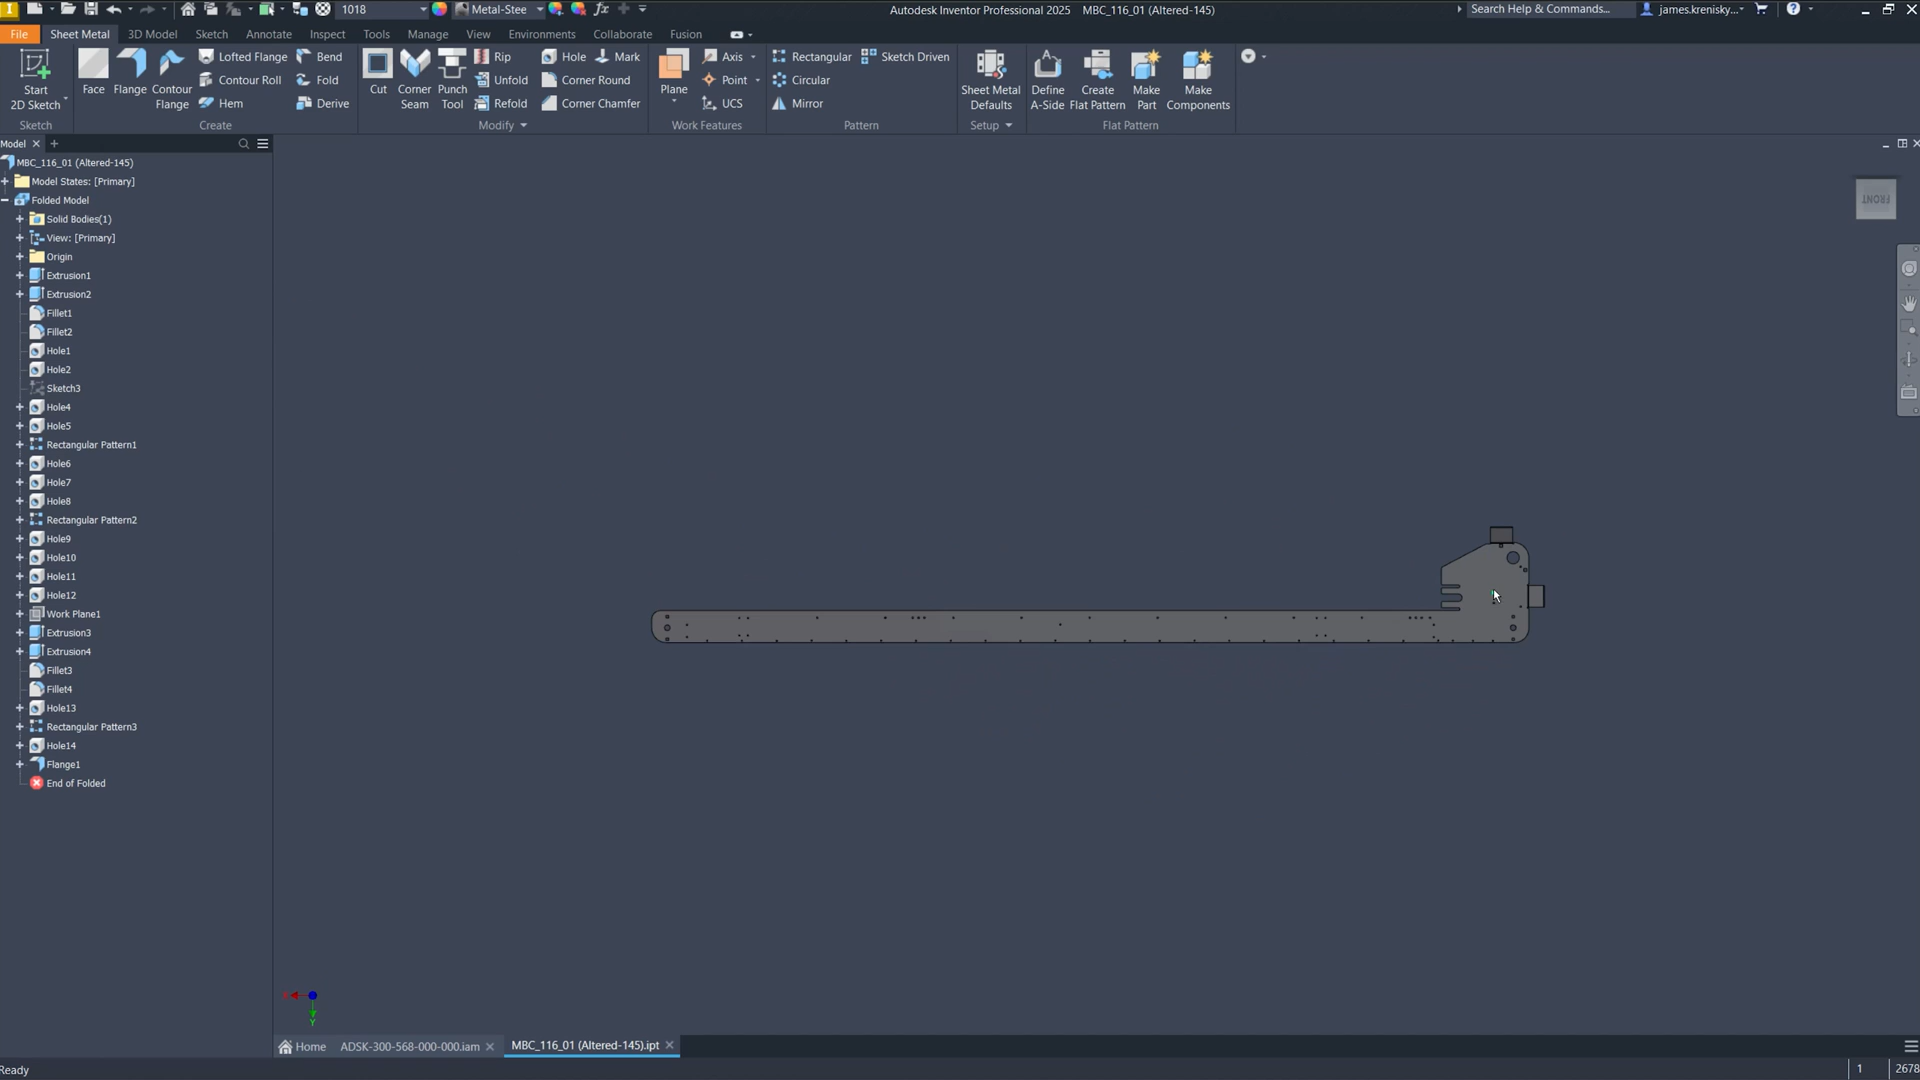 1018
Metal-Stee
Autodesk Inventor Professional 2025 MBC_116_01 (Altered-145)
Search Help & Commands...
james.krenisky...
File
Sheet Metal
3D Model
Sketch
Annotate
Inspect
Tools
Manage
View
Environments
Collaborate
Fusion
Start
2D Sketch
Face
Flange
Contour
Flange
Lofted Flange
Contour Roll
Hem
Bend
Fold
Derive
Cut
Corner
Seam
Punch
Tool
Rip
Unfold
Refold
Hole
Mark
Corner Round
Corner Chamfer
Plane
Axis
Point
UCS
Rectangular
Circular
Mirror
Sketch Driven
Sheet Metal
Defaults
Define
A-Side
Create
Flat Pattern
Make
Part
Make
Components
Sketch
Create
Modify
Work Features
Pattern
Setup
Flat Pattern
Model
MBC_116_01 (Altered-145)
Model States: [Primary]
Folded Model
Solid Bodies(1)
View: [Primary]
Origin
Extrusion1
Extrusion2
Fillet1
Fillet2
Hole1
Hole2
Sketch3
Hole4
Hole5
Rectangular Pattern1
Hole6
Hole7
Hole8
Rectangular Pattern2
Hole9
Hole10
Hole11
Hole12
Work Plane1
Extrusion3
Extrusion4
Fillet3
Fillet4
Hole13
Rectangular Pattern3
Hole14
Flange1
End of Folded
FRONT
Y
Home
ADSK-300-568-000-000.iam
MBC_116_01 (Altered-145).ipt
Ready
1
2678